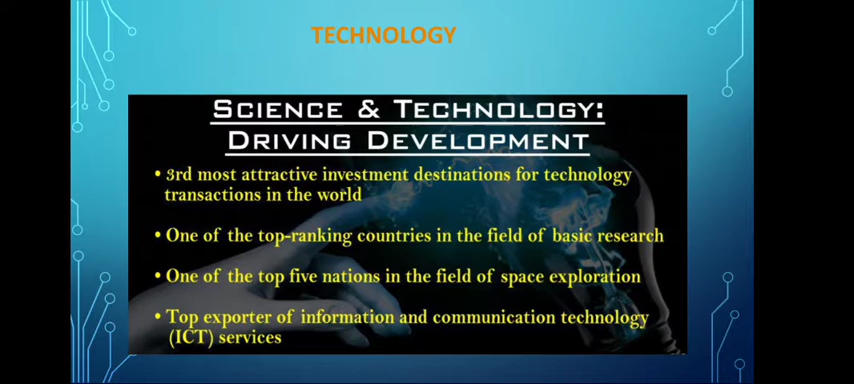 TECHNOLOGY
SCIENCE & TECHNOLOGY:
DRIVING DEVELOPMENT
• 3rd most attractive investment destinations for technology
transactions in the world
• One of the top-ranking countries in the field of basic research
• One of the top five nations in the field of space exploration
• Top exporter of information and communication technology
(ICT) services